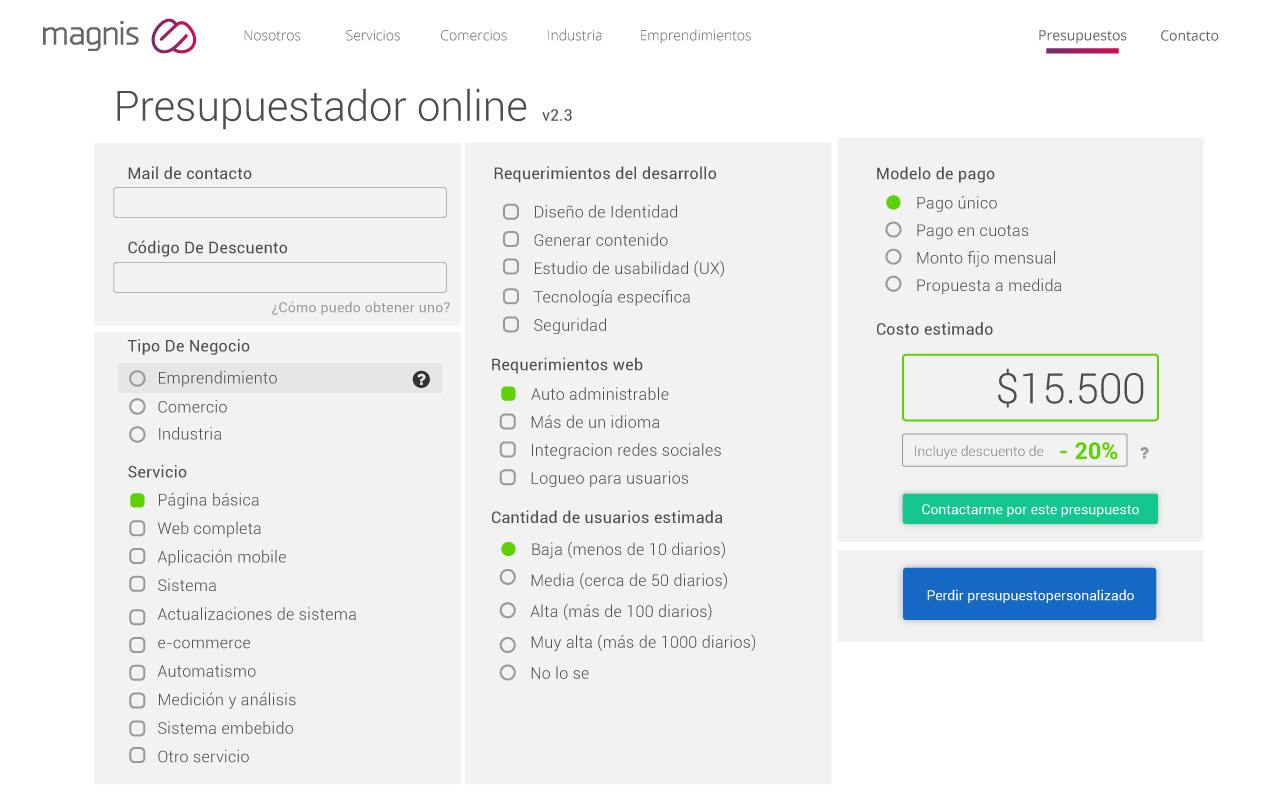 magnis
Nosotros
Servicios
Comercios
Industria
Emprendimientos
Presupuestos
Contacto
Presupuestador online v2.3
Mail de contacto
Código De Descuento
¿Cómo puedo obtener uno?
Tipo De Negocio
Emprendimiento ?
Comercio
Industria
Servicio
Página básica
Web completa
Aplicación mobile
Sistema
Actualizaciones de sistema
e-commerce
Automatismo
Medición y análisis
Sistema embebido
Otro servicio
Requerimientos del desarrollo
Diseño de Identidad
Generar contenido
Estudio de usabilidad (UX)
Tecnología específica
Seguridad
Requerimientos web
Auto administrable
Más de un idioma
Integracion redes sociales
Logueo para usuarios
Cantidad de usuarios estimada
Baja (menos de 10 diarios)
Media (cerca de 50 diarios)
Alta (más de 100 diarios)
Muy alta (más de 1000 diarios)
No lo se
Modelo de pago
Pago único
Pago en cuotas
Monto fijo mensual
Propuesta a medida
Costo estimado
$15.500
Incluye descuento de - 20% ?
Contactarme por este presupuesto
Perdir presupuestopersonalizado